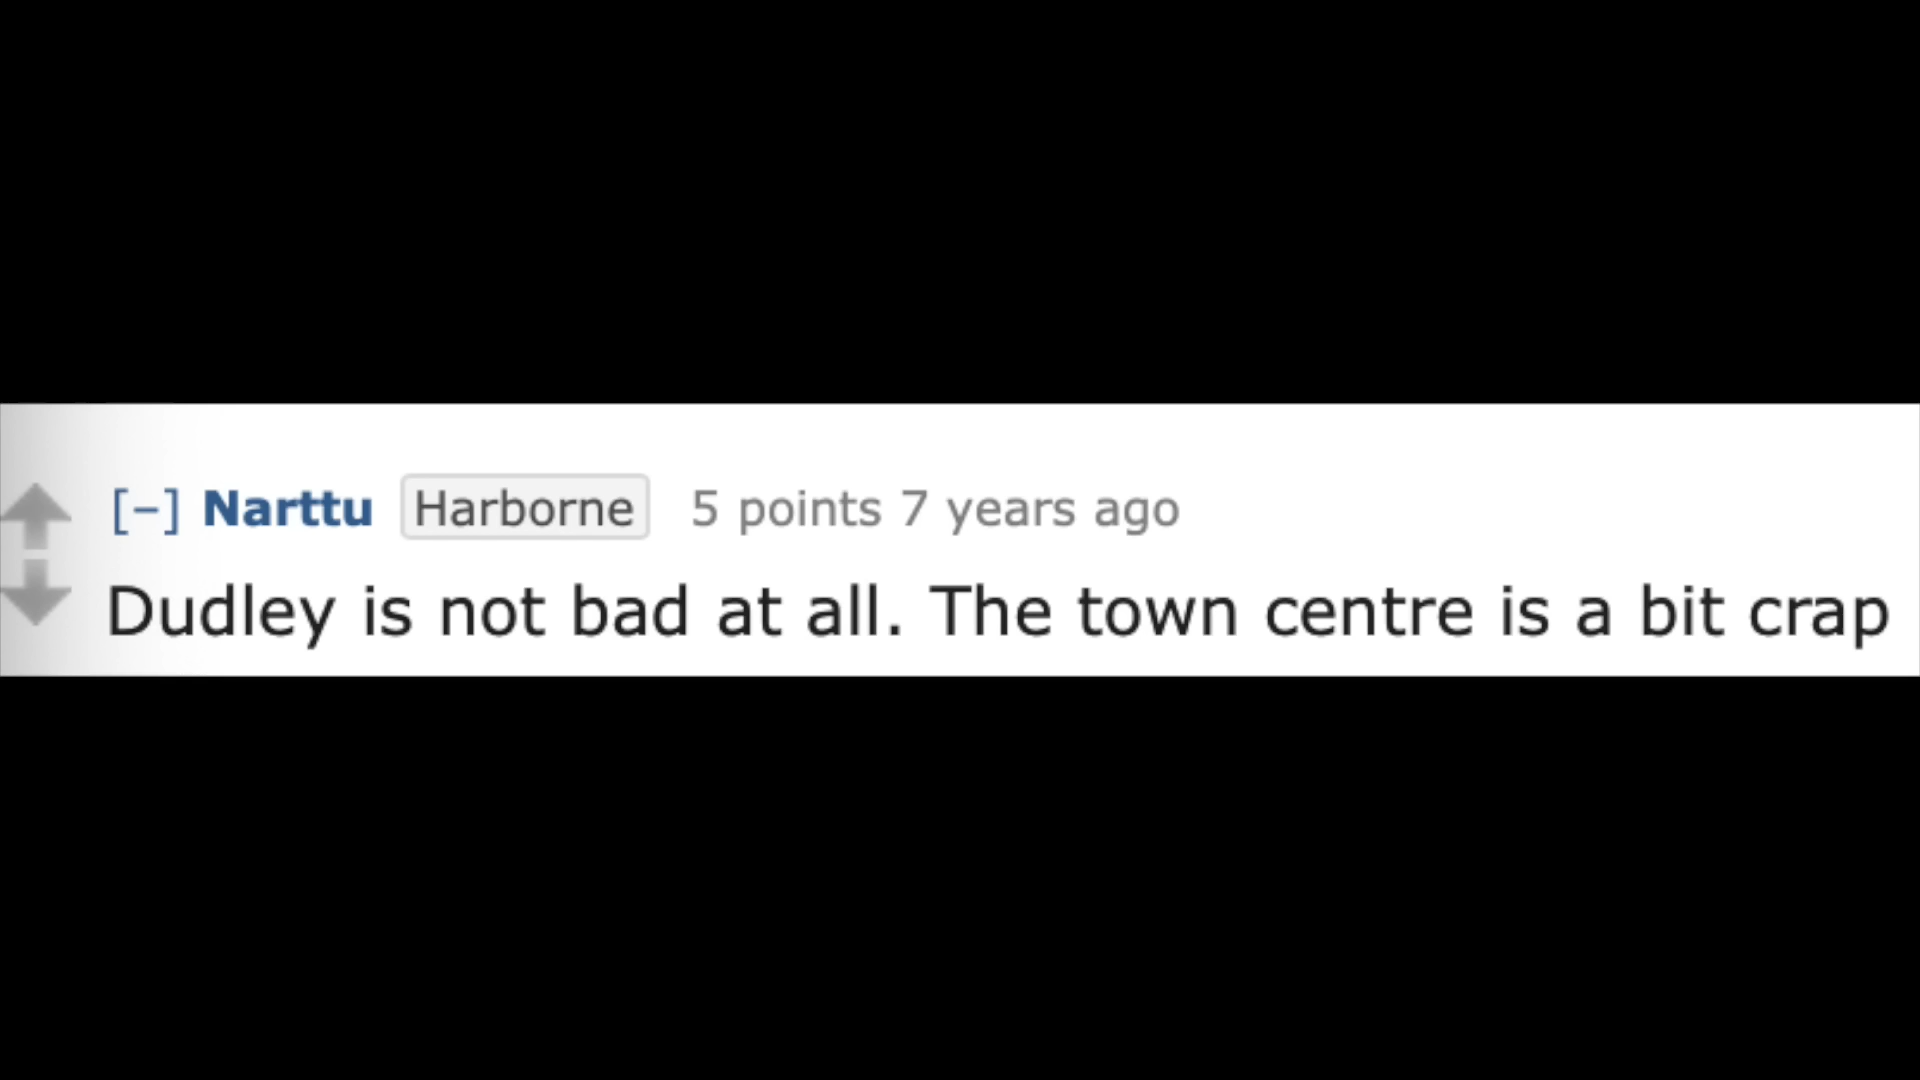 [–] Narttu Harborne 5 points 7 years ago
Dudley is not bad at all. The town centre is a bit crap